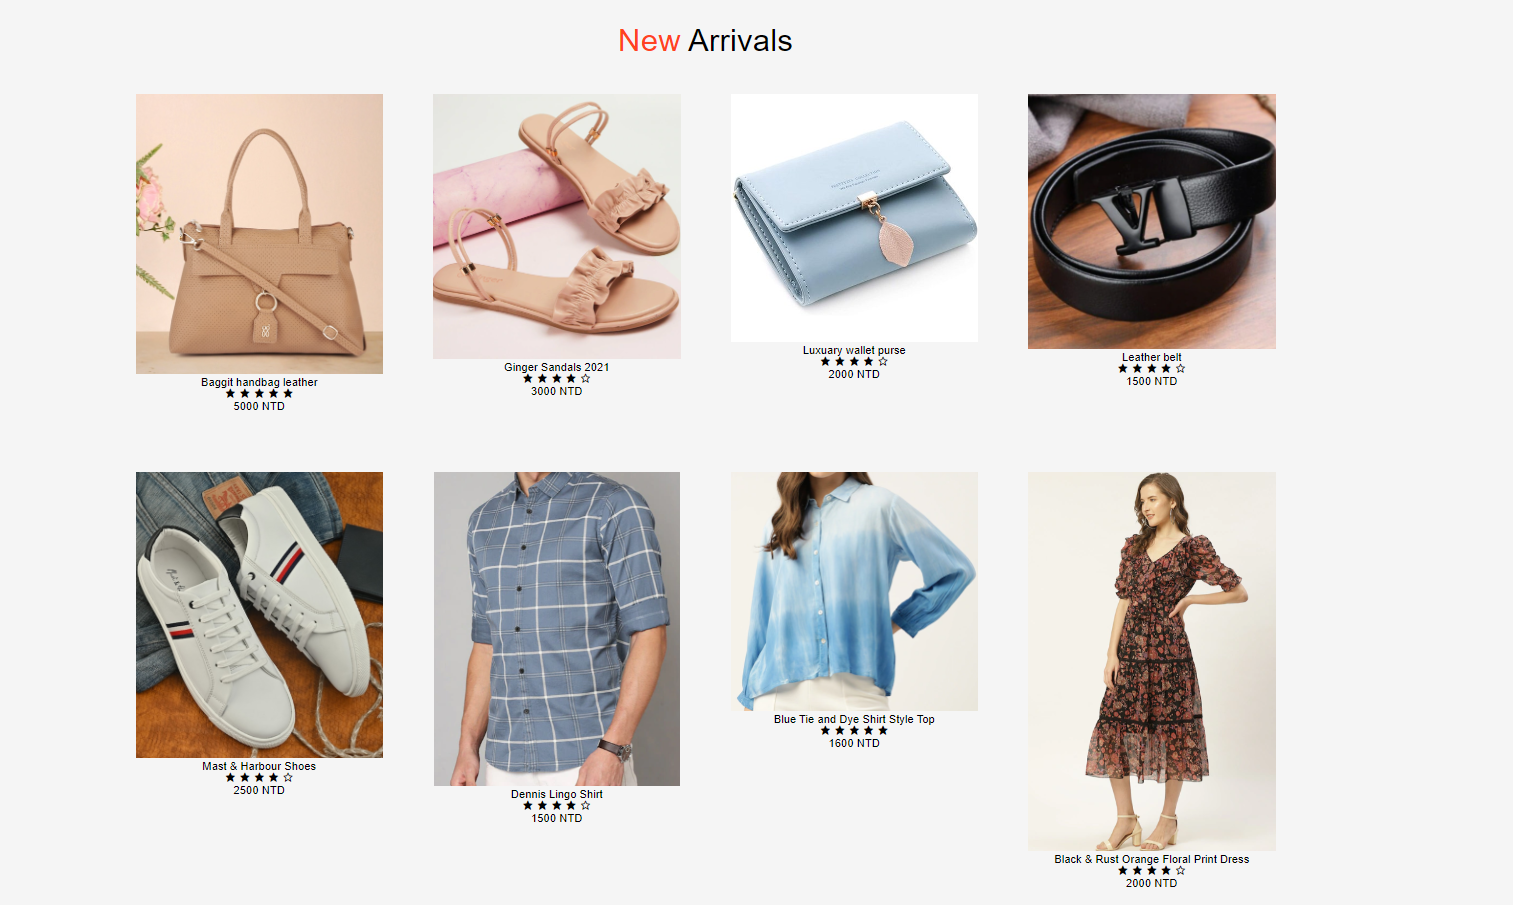 New Arrivals
Baggit handbag leather
★ ★ ★ ★ ★
5000 NTD
Ginger Sandals 2021
★ ★ ★ ★ ☆
3000 NTD
Luxuary wallet purse
★ ★ ★ ★ ☆
2000 NTD
Leather belt
★ ★ ★ ★ ☆
1500 NTD
Mast & Harbour Shoes
★ ★ ★ ★ ☆
2500 NTD
Dennis Lingo Shirt
★ ★ ★ ★ ☆
1500 NTD
Blue Tie and Dye Shirt Style Top
★ ★ ★ ★ ★
1600 NTD
Black & Rust Orange Floral Print Dress
★ ★ ★ ★ ☆
2000 NTD